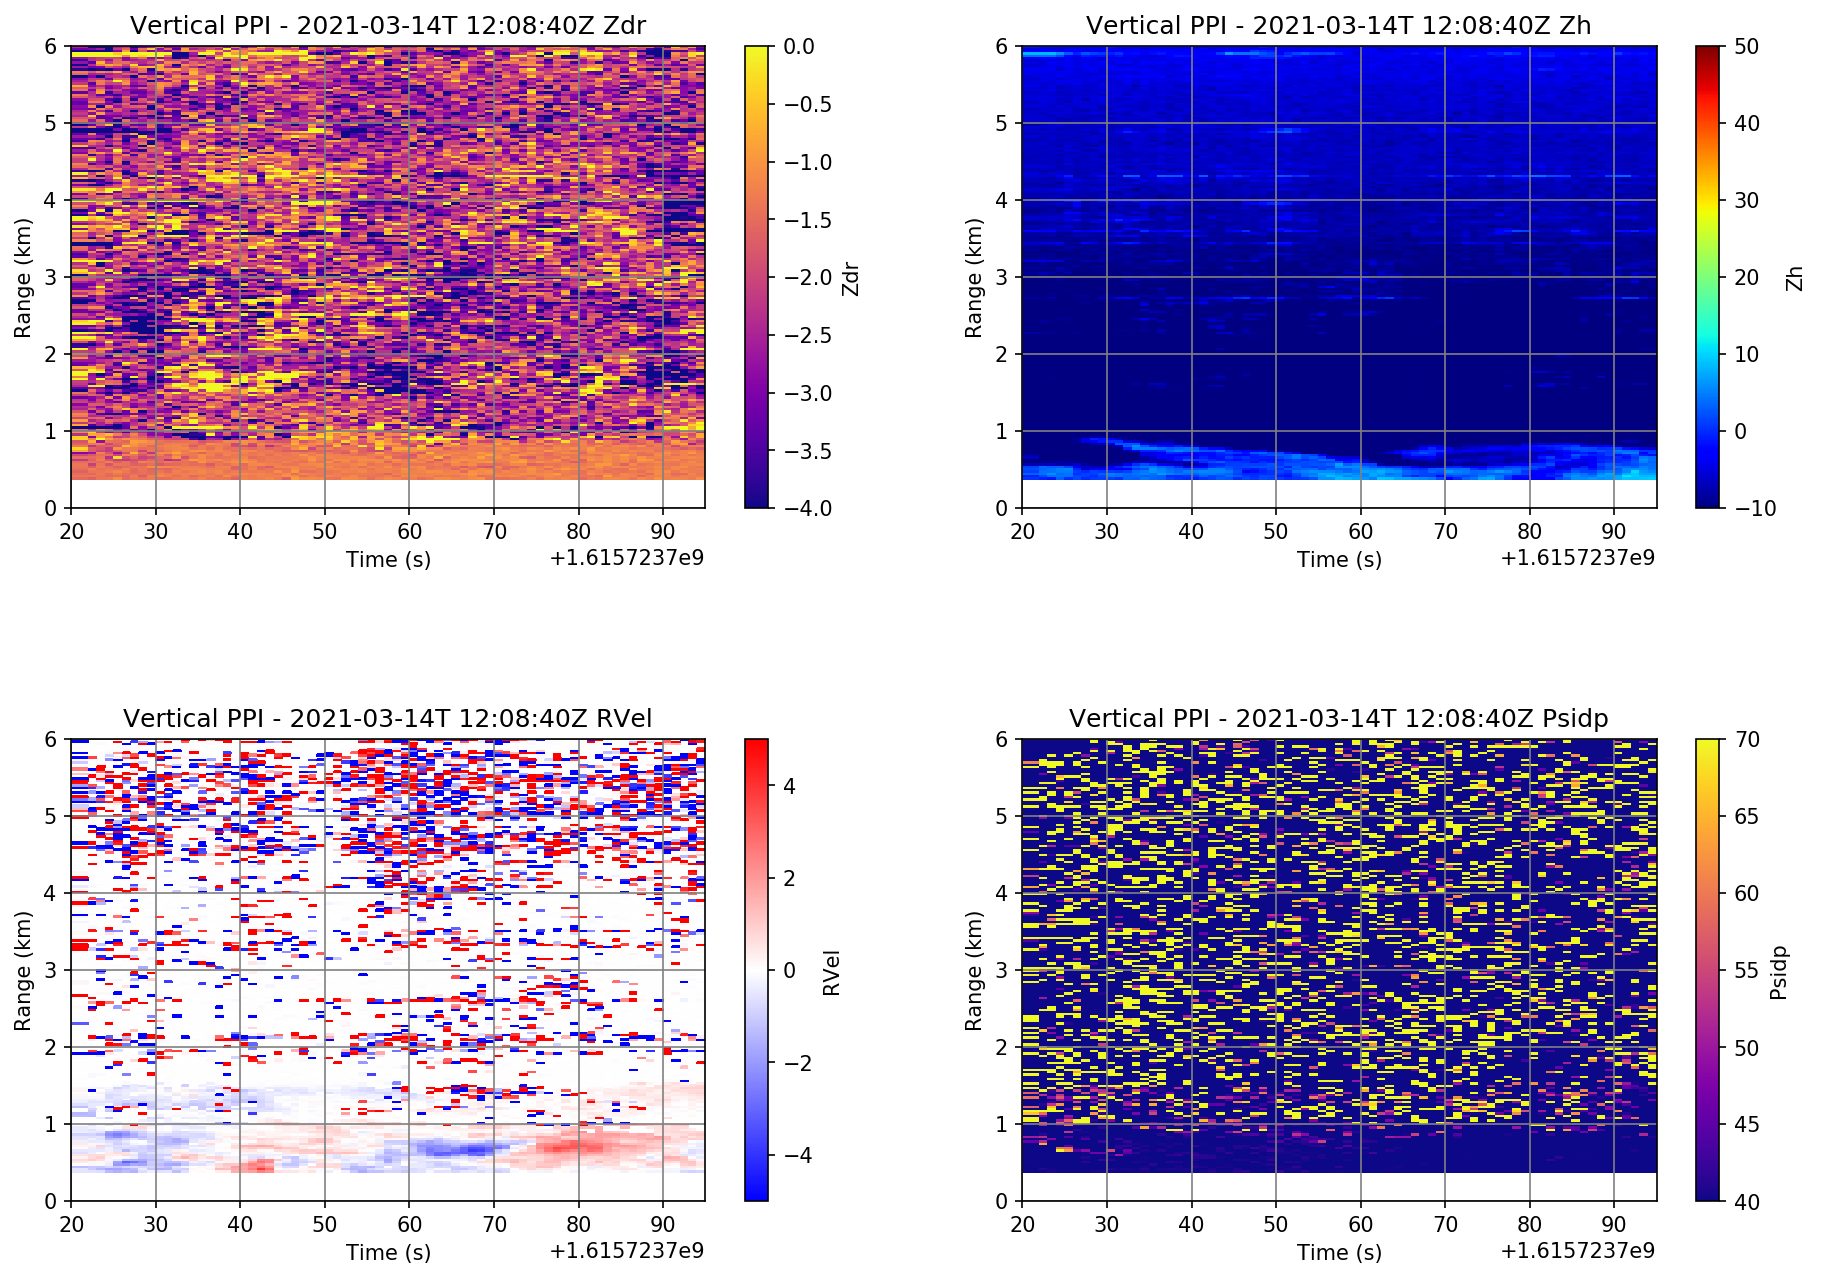 Vertical PPI - 2021-03-14T 12:08:40Z Zdr
6
5
4
3
2
1
0
Range (km)
20 30 40 50 60 70 80 90
Time (s)
+1.6157237e9
0.0
−0.5
−1.0
−1.5
−2.0
−2.5
−3.0
−3.5
−4.0
Zdr
Vertical PPI - 2021-03-14T 12:08:40Z Zh
6
5
4
3
2
1
0
Range (km)
20 30 40 50 60 70 80 90
Time (s)
+1.6157237e9
50
40
30
20
10
0
−10
Zh
Vertical PPI - 2021-03-14T 12:08:40Z RVel
6
5
4
3
2
1
0
Range (km)
20 30 40 50 60 70 80 90
Time (s)
+1.6157237e9
4
2
0
−2
−4
RVel
Vertical PPI - 2021-03-14T 12:08:40Z Psidp
6
5
4
3
2
1
0
Range (km)
20 30 40 50 60 70 80 90
Time (s)
+1.6157237e9
70
65
60
55
50
45
40
Psidp